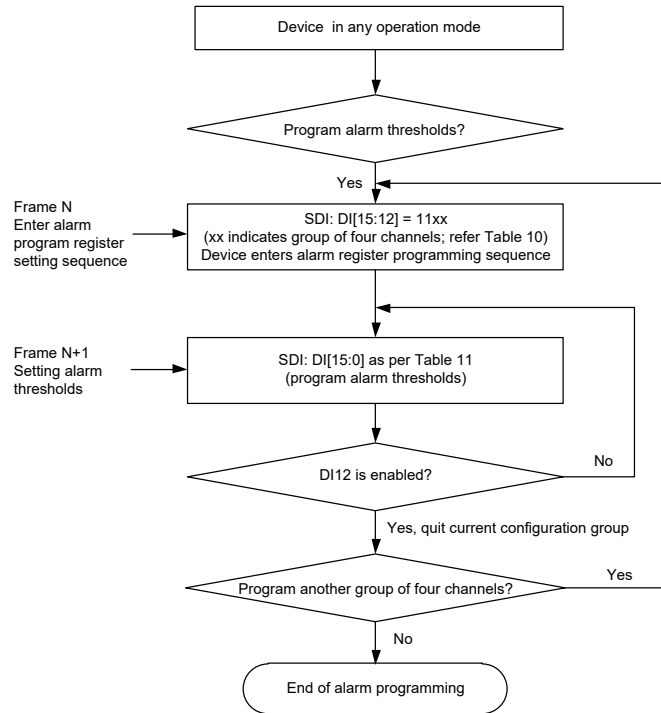 Device in any operation mode
Program alarm thresholds?
Yes
Frame N
Enter alarm
program register
setting sequence
SDI: DI[15:12] = 11xx
(xx indicates group of four channels; refer Table 10)
Device enters alarm register programming sequence
Frame N+1
Setting alarm
thresholds
SDI: DI[15:0] as per Table 11
(program alarm thresholds)
DI12 is enabled?
No
Yes, quit current configuration group
Program another group of four channels?
Yes
No
End of alarm programming